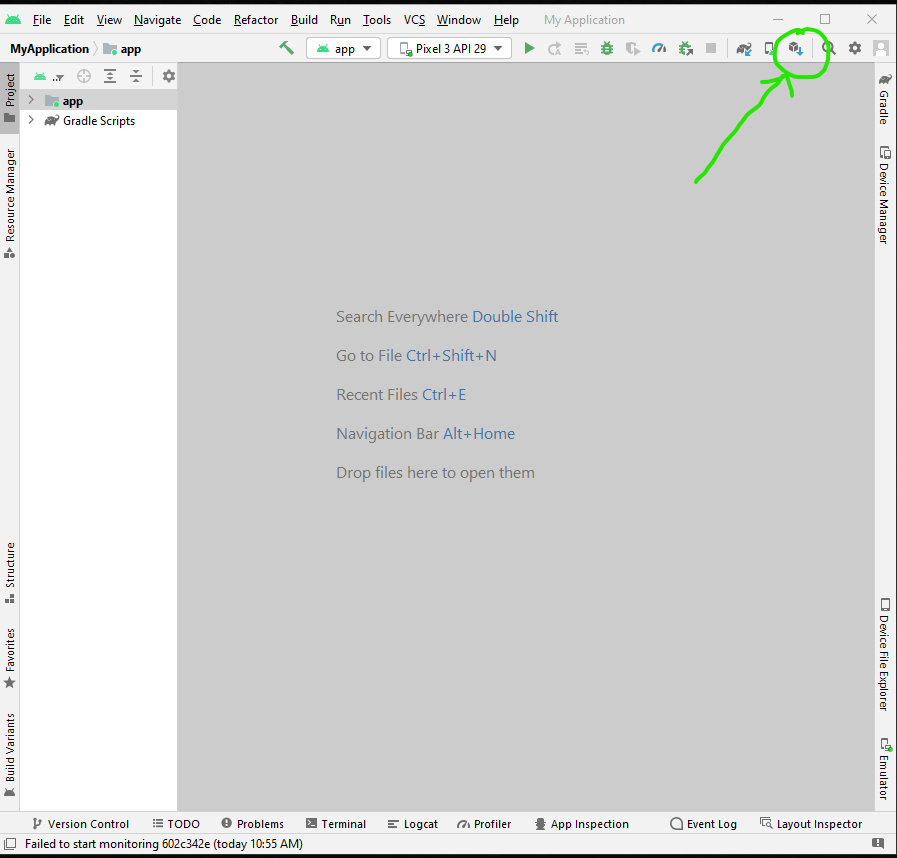 File Edit View Navigate Code Refactor Build Run Tools VCS Window Help My Application
MyApplication app
app
Pixel 3 API 29
..
Project
Resource Manager
Structure
Favorites
Build Variants
app
Gradle Scripts
Search Everywhere Double Shift
Go to File Ctrl+Shift+N
Recent Files Ctrl+E
Navigation Bar Alt+Home
Drop files here to open them
Gradle
Device Manager
Device File Explorer
Emulator
Version Control TODO Problems Terminal Logcat Profiler App Inspection Event Log Layout Inspector
Failed to start monitoring 602c342e (today 10:55 AM)